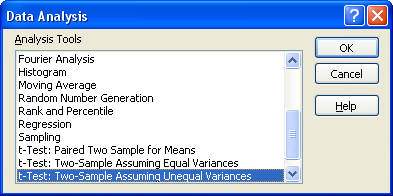 Data Analysis
Analysis Tools
Fourier Analysis
Histogram
Moving Average
Random Number Generation
Rank and Percentile
Regression
Sampling
t-Test: Paired Two Sample for Means
t-Test: Two-Sample Assuming Equal Variances
t-Test: Two-Sample Assuming Unequal Variances
OK
Cancel
Help